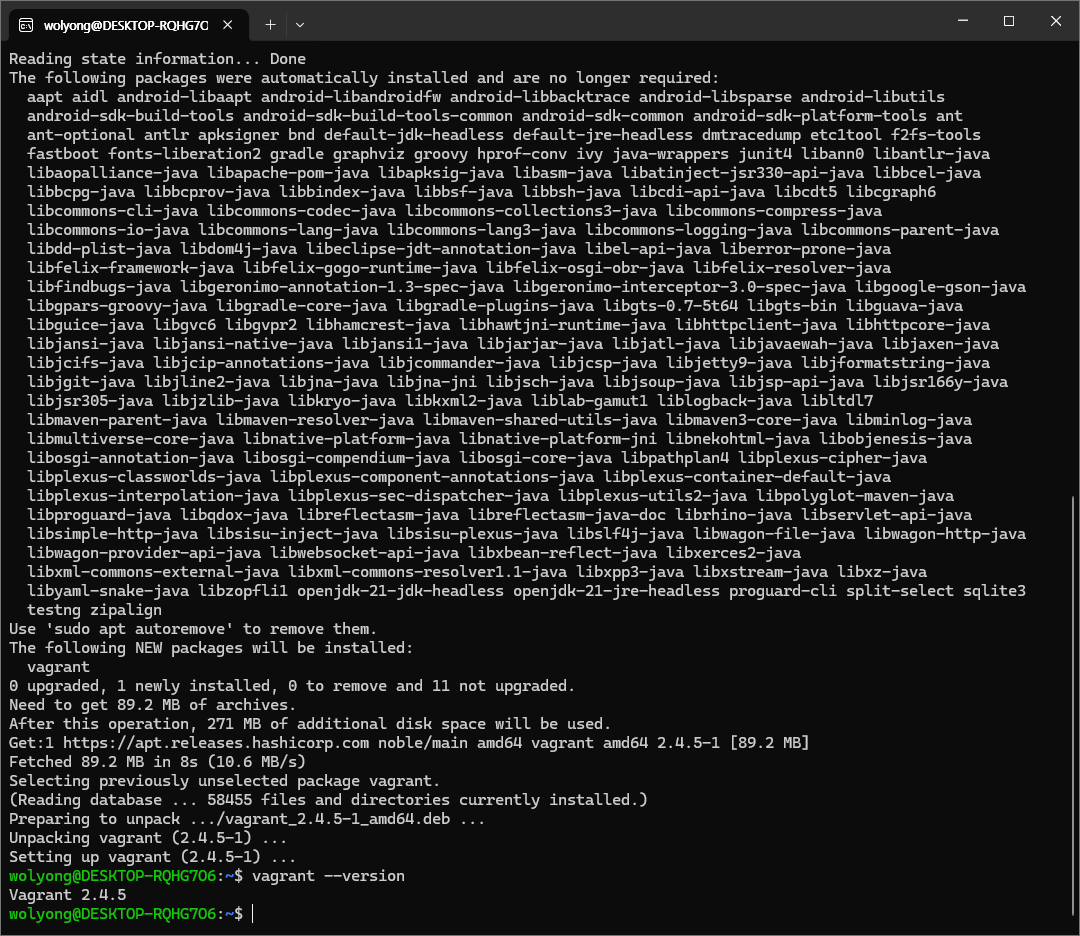 wolyong@DESKTOP-RQHG7O
Reading state information... Done
The following packages were automatically installed and are no longer required:
  aapt aidl android-libaapt android-libandroidfw android-libbacktrace android-libsparse android-libutils
  android-sdk-build-tools android-sdk-build-tools-common android-sdk-common android-sdk-platform-tools ant
  ant-optional antlr apksigner bnd default-jdk-headless default-jre-headless dmtracedump etc1tool f2fs-tools
  fastboot fonts-liberation2 gradle graphviz groovy hprof-conv ivy java-wrappers junit4 libann0 libantlr-java
  libaopalliance-java libapache-pom-java libapksig-java libasm-java libatinject-jsr330-api-java libbcel-java
  libbcpg-java libbcprov-java libbindex-java libbsf-java libbsh-java libcdi-api-java libcdt5 libcgraph6
  libcommons-cli-java libcommons-codec-java libcommons-collections3-java libcommons-compress-java
  libcommons-io-java libcommons-lang-java libcommons-lang3-java libcommons-logging-java libcommons-parent-java
  libdd-plist-java libdom4j-java libeclipse-jdt-annotation-java libel-api-java liberror-prone-java
  libfelix-framework-java libfelix-gogo-runtime-java libfelix-osgi-obr-java libfelix-resolver-java
  libfindbugs-java libgeronimo-annotation-1.3-spec-java libgeronimo-interceptor-3.0-spec-java libgoogle-gson-java
  libgpars-groovy-java libgradle-core-java libgradle-plugins-java libgts-0.7-5t64 libgts-bin libguava-java
  libguice-java libgvc6 libgvpr2 libhamcrest-java libhawtjni-runtime-java libhttpclient-java libhttpcore-java
  libjansi-java libjansi-native-java libjansi1-java libjarjar-java libjatl-java libjavaewah-java libjaxen-java
  libjcifs-java libjcip-annotations-java libjcommander-java libjcsp-java libjetty9-java libjformatstring-java
  libjgit-java libjline2-java libjna-java libjna-jni libjsch-java libjsoup-java libjsp-api-java libjsr166y-java
  libjsr305-java libjzlib-java libkryo-java libkxml2-java liblab-gamut1 liblogback-java libltdl7
  libmaven-parent-java libmaven-resolver-java libmaven-shared-utils-java libmaven3-core-java libminlog-java
  libmultiverse-core-java libnative-platform-java libnative-platform-jni libnekohtml-java libobjenesis-java
  libosgi-annotation-java libosgi-compendium-java libosgi-core-java libpathplan4 libplexus-cipher-java
  libplexus-classworlds-java libplexus-component-annotations-java libplexus-container-default-java
  libplexus-interpolation-java libplexus-sec-dispatcher-java libplexus-utils2-java libpolyglot-maven-java
  libproguard-java libqdox-java libreflectasm-java libreflectasm-java-doc librhino-java libservlet-api-java
  libsimple-http-java libsisu-inject-java libsisu-plexus-java libslf4j-java libwagon-file-java libwagon-http-java
  libwagon-provider-api-java libwebsocket-api-java libxbean-reflect-java libxerces2-java
  libxml-commons-external-java libxml-commons-resolver1.1-java libxpp3-java libxstream-java libxz-java
  libyaml-snake-java libzopfli1 openjdk-21-jdk-headless openjdk-21-jre-headless proguard-cli split-select sqlite3
  testng zipalign
Use 'sudo apt autoremove' to remove them.
The following NEW packages will be installed:
  vagrant
0 upgraded, 1 newly installed, 0 to remove and 11 not upgraded.
Need to get 89.2 MB of archives.
After this operation, 271 MB of additional disk space will be used.
Get:1 https://apt.releases.hashicorp.com noble/main amd64 vagrant amd64 2.4.5-1 [89.2 MB]
Fetched 89.2 MB in 8s (10.6 MB/s)
Selecting previously unselected package vagrant.
(Reading database ... 58455 files and directories currently installed.)
Preparing to unpack .../vagrant_2.4.5-1_amd64.deb ...
Unpacking vagrant (2.4.5-1) ...
Setting up vagrant (2.4.5-1) ...
wolyong@DESKTOP-RQHG7O6:~$ vagrant --version
Vagrant 2.4.5
wolyong@DESKTOP-RQHG7O6:~$